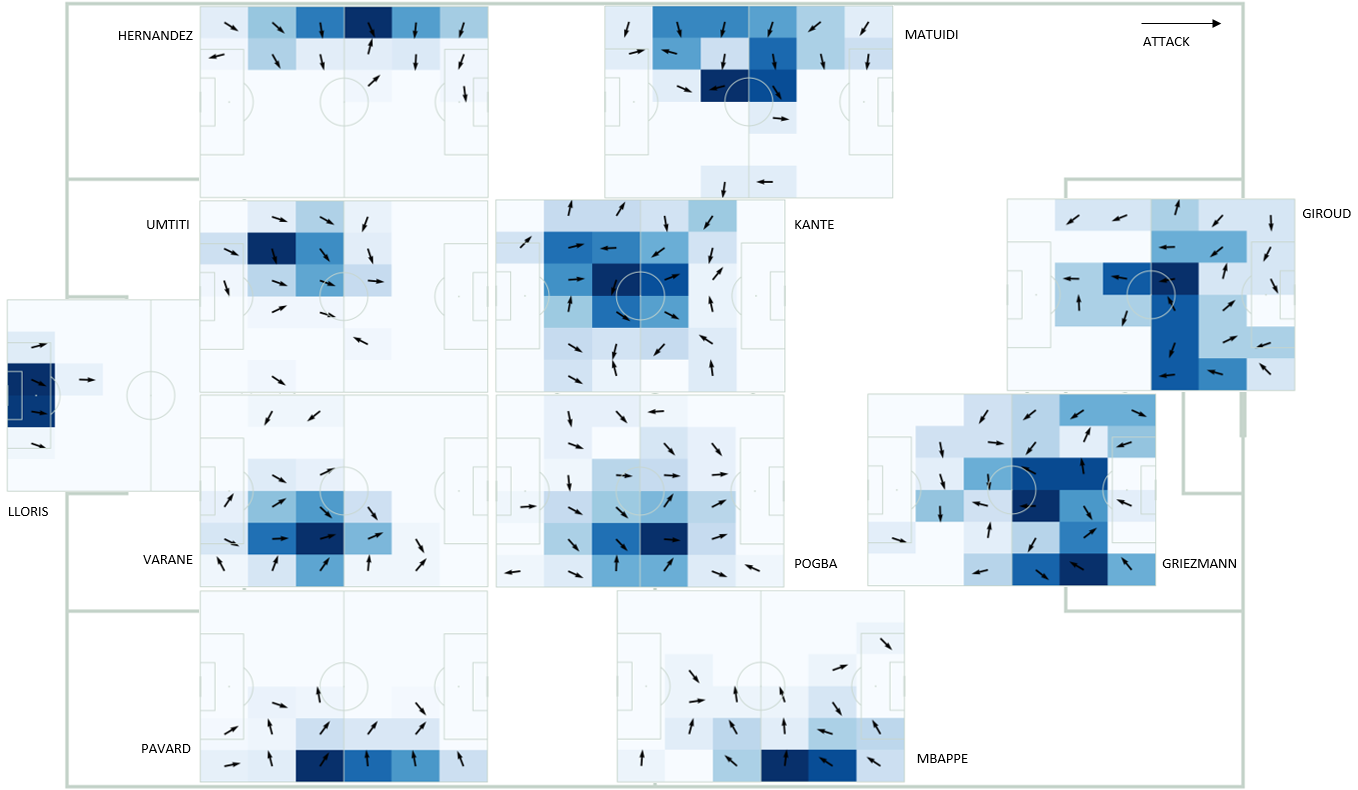 HERNANDEZ
MATUIDI
ATTACK
UMTITI
KANTE
GIROUD
LLORIS
VARANE
POGBA
GRIEZMANN
PAVARD
MBAPPE